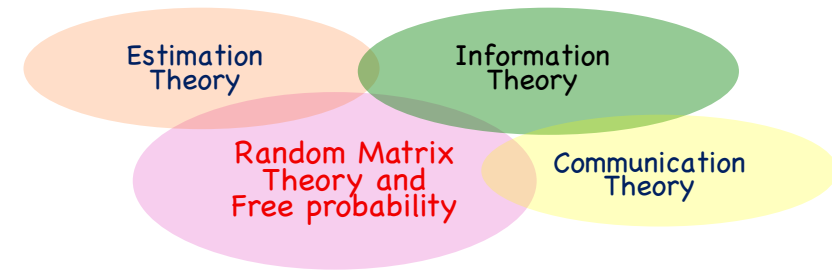 Estimation
Theory
Information
Theory
Random Matrix
Theory and
Free probability
Communication
Theory